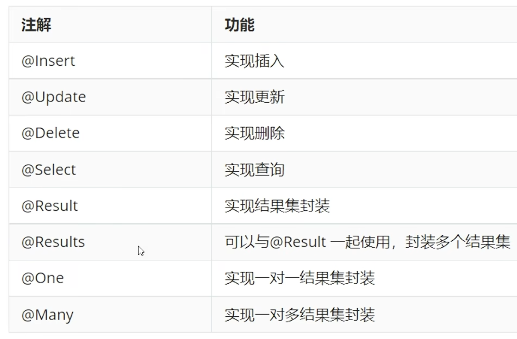 注解 功能
@Insert 实现插入
@Update 实现更新
@Delete 实现删除
@Select 实现查询
@Result 实现结果集封装
@Results 可以与@Result 一起使用，封装多个结果集
@One 实现一对一结果集封装
@Many 实现一对多结果集封装